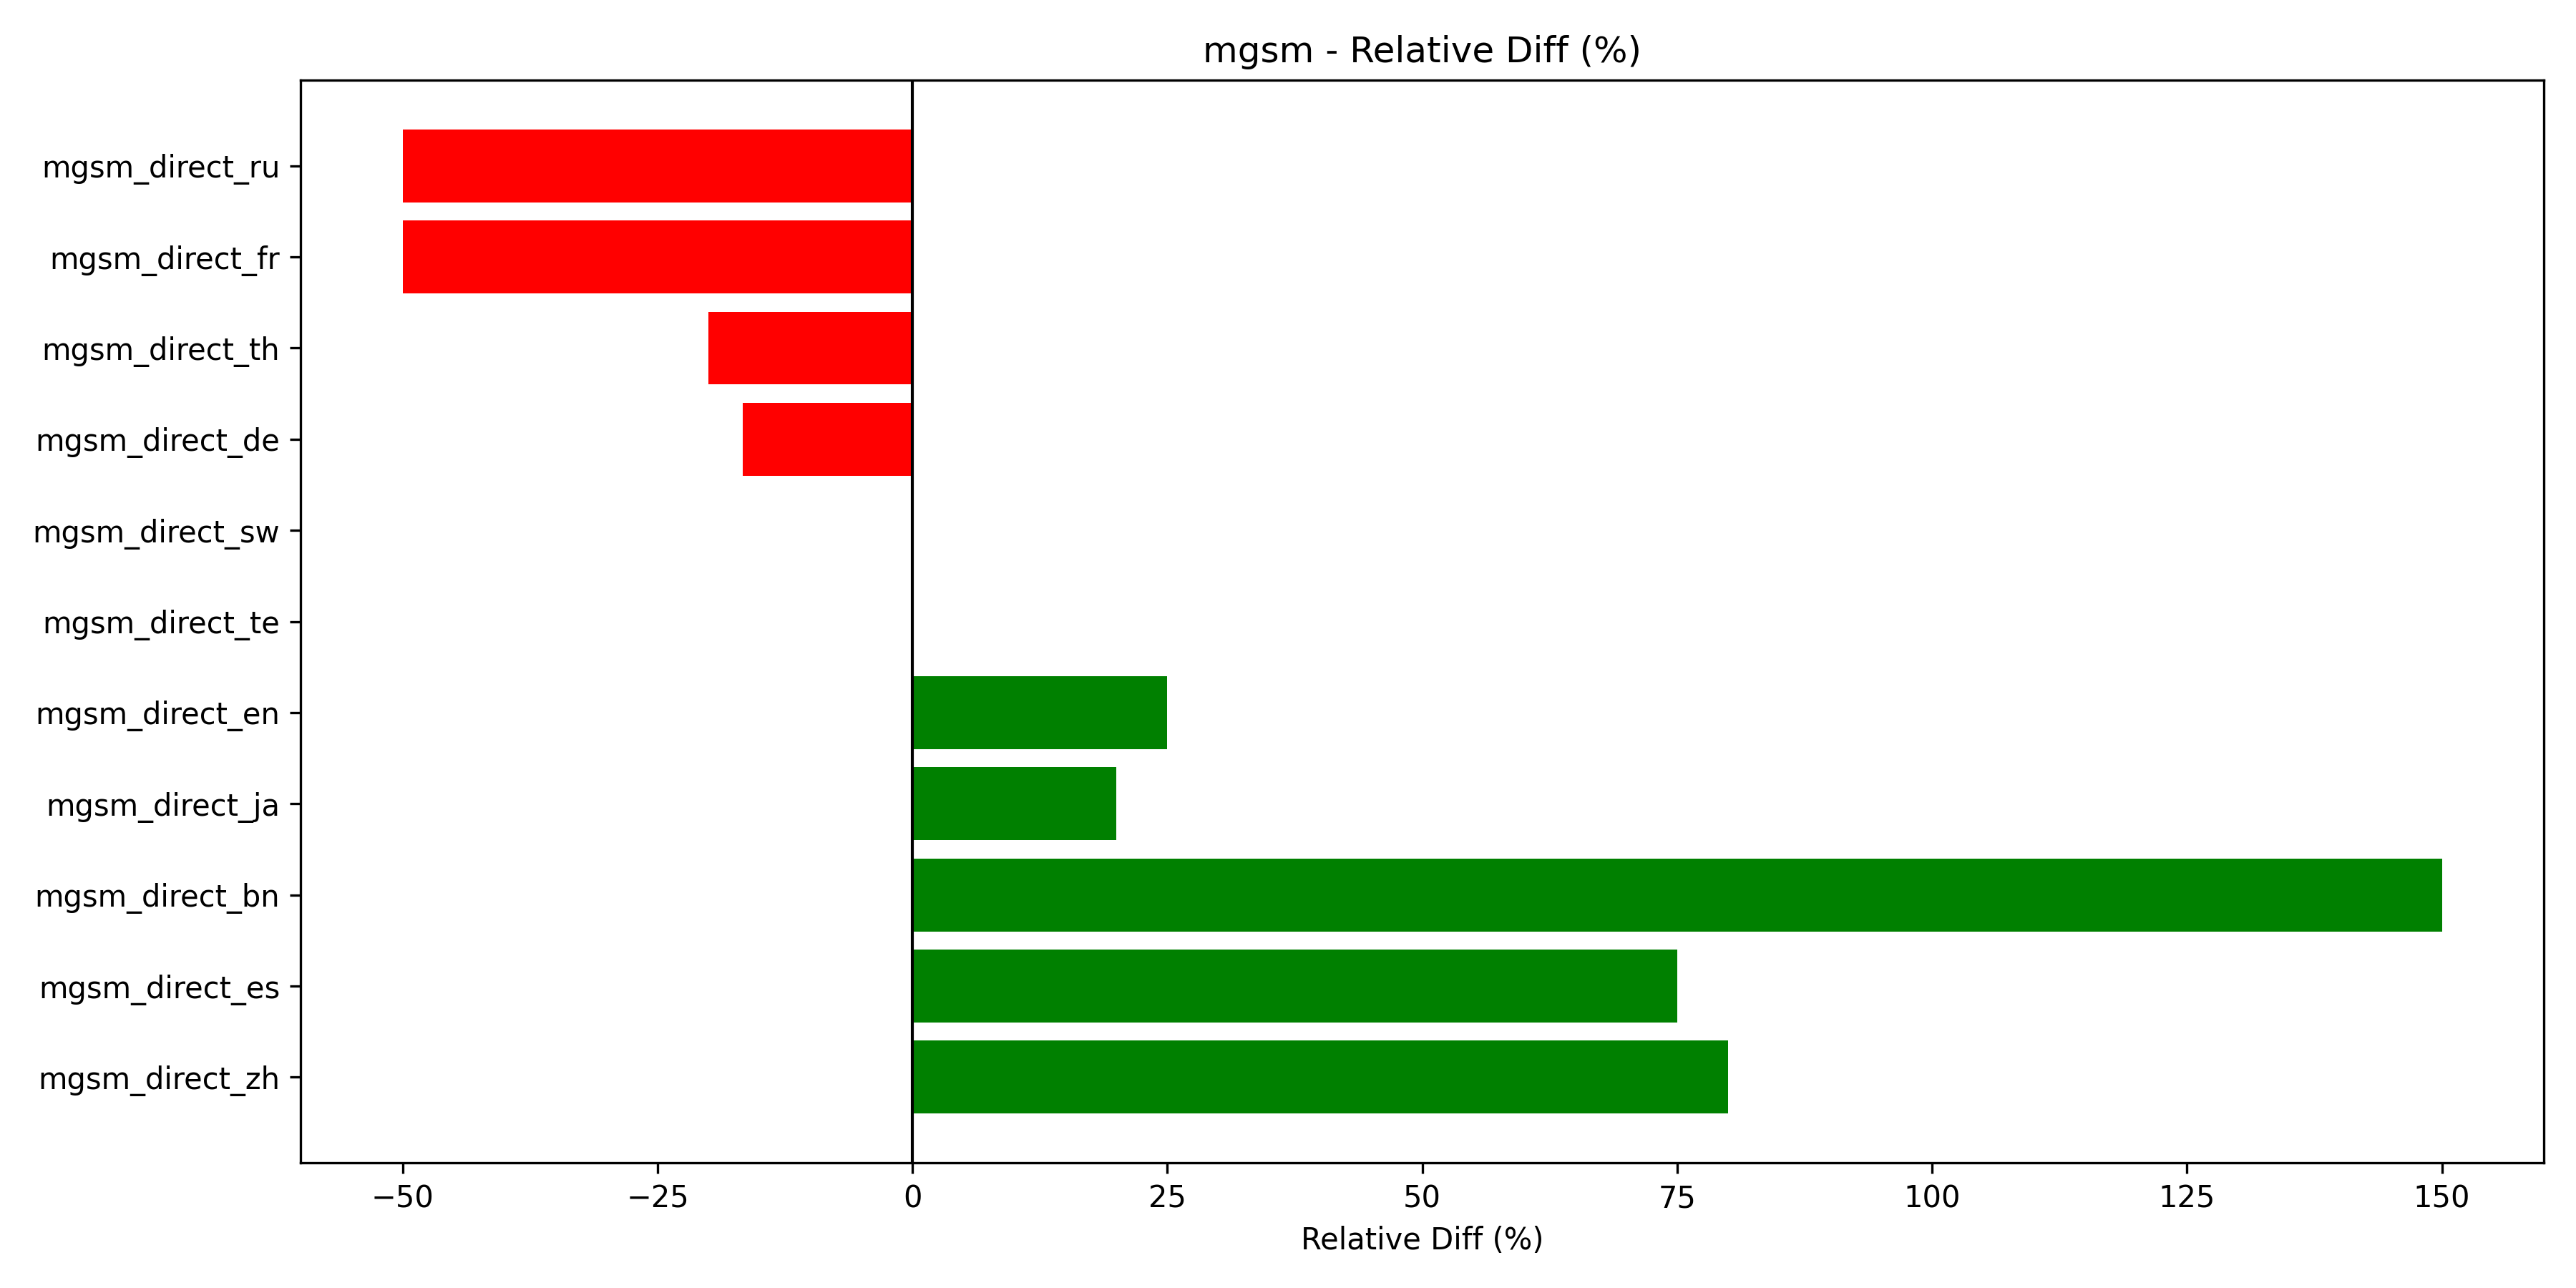 mgsm - Relative Diff (%)
mgsm_direct_ru
mgsm_direct_fr
mgsm_direct_th
mgsm_direct_de
mgsm_direct_sw
mgsm_direct_te
mgsm_direct_en
mgsm_direct_ja
mgsm_direct_bn
mgsm_direct_es
mgsm_direct_zh
−50 −25 0 25 50 75 100 125 150
Relative Diff (%)